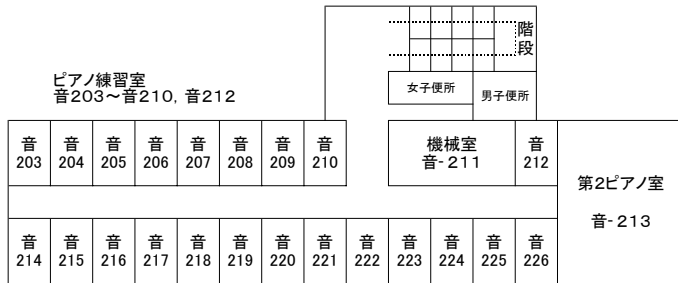 階
段
女子便所
男子便所
ピアノ練習室
音203～音210, 音212
音
203
音
204
音
205
音
206
音
207
音
208
音
209
音
210
機械室
音-211
音
212
第2ピアノ室
音-213
音
214
音
215
音
216
音
217
音
218
音
219
音
220
音
221
音
222
音
223
音
224
音
225
音
226